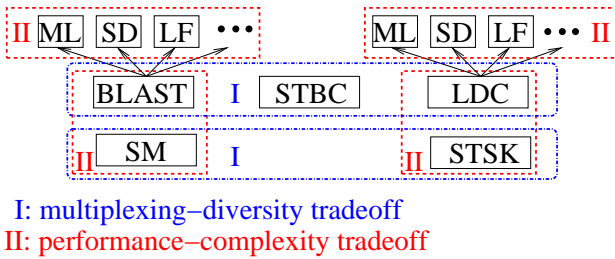 II ML SD LF ••• ML SD LF ••• II
BLAST I STBC LDC
II SM I II STSK
I: multiplexing−diversity tradeoff
II: performance−complexity tradeoff